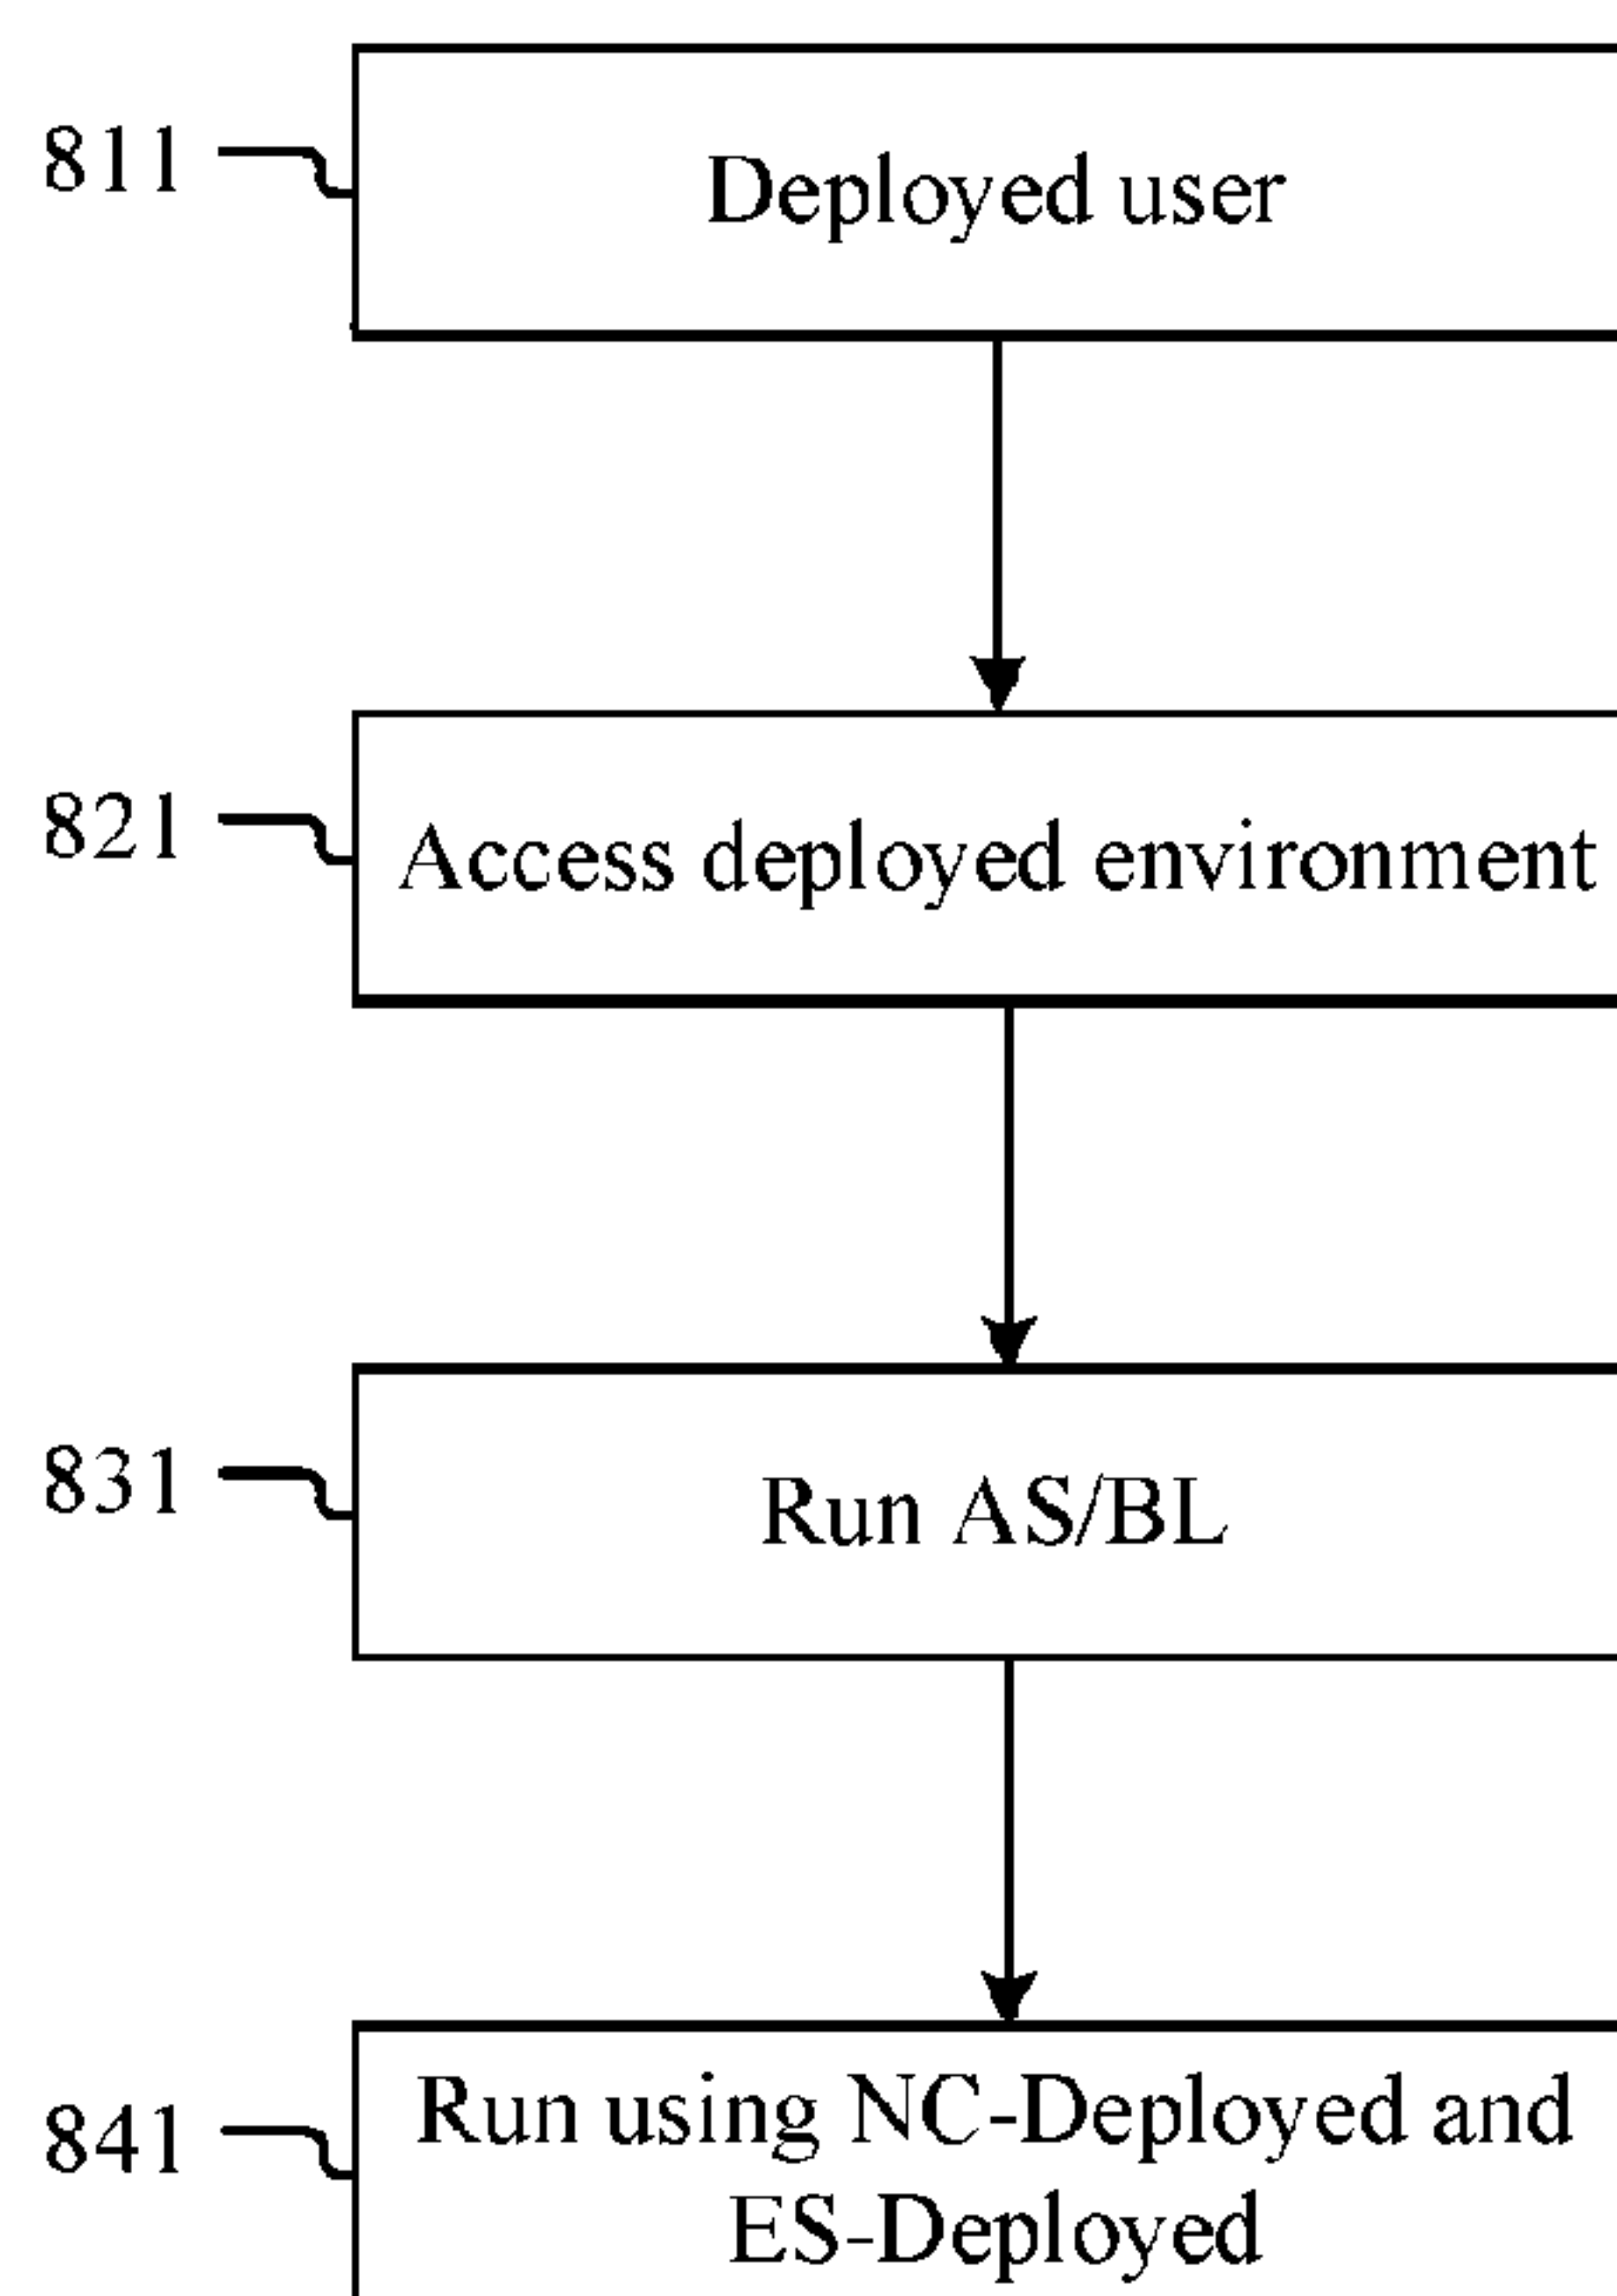 811
Deployed user
821
Access deployed environment
831
Run AS/BL
841
Run using NC-Deployed and
ES-Deployed